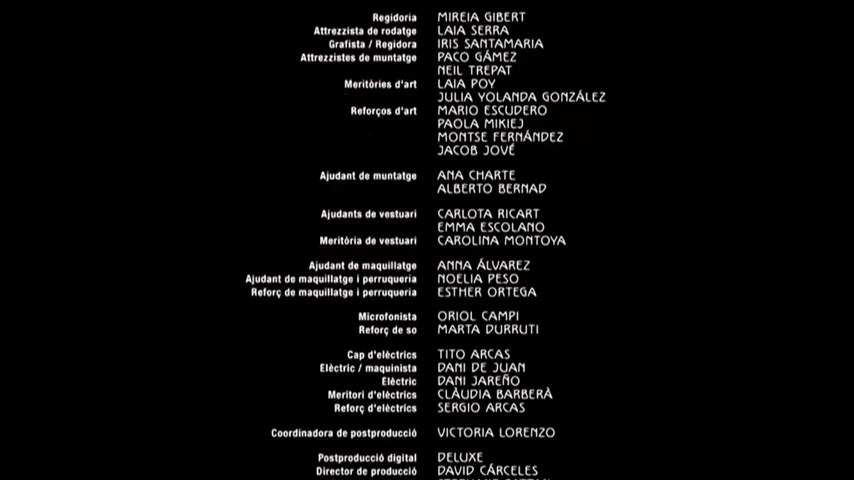 Regidoria MIREIA GIBERT
Attrezzista de rodatge LAIA SERRA
Grafista / Regidora IRIS SANTAMARIA
Attrezzistes de muntatge PACO GÁMEZ
NEIL TREPAT
Meritòries d'art LAIA POY
JULIA YOLANDA GONZÁLEZ
Reforços d'art MARIO ESCUDERO
PAOLA MIKIEJ
MONTSE FERNÁNDEZ
JACOB JOVÉ
Ajudant de muntatge ANA CHARTE
ALBERTO BERNAD
Ajudants de vestuari CARLOTA RICART
EMMA ESCOLANO
Meritòria de vestuari CAROLINA MONTOYA
Ajudant de maquillatge ANNA ÁLVAREZ
Ajudant de maquillatge i perruqueria NOELIA PESO
Reforç de maquillatge i perruqueria ESTHER ORTEGA
Microfonista ORIOL CAMPI
Reforç de so MARTA DURRUTI
Cap d'elèctrics TITO ARCAS
Elèctric / maquinista DANI DE JUAN
Elèctric DANI JAREÑO
Meritori d'elèctrics CLÀUDIA BARBERÀ
Reforç d'elèctrics SERGIO ARCAS
Coordinadora de postproducció VICTORIA LORENZO
Postproducció digital DELUXE
Director de producció DAVID CÁRCELES